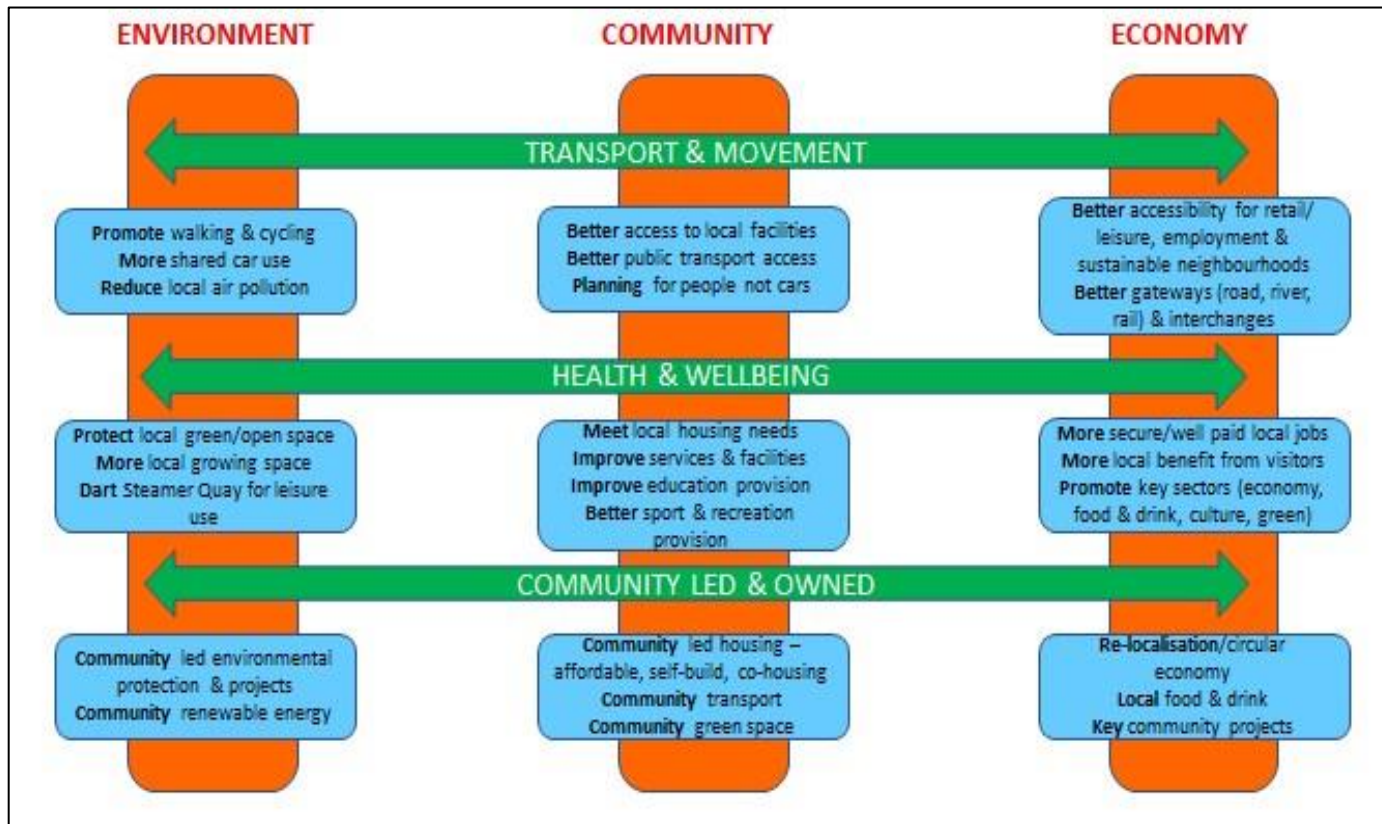 ENVIRONMENT
COMMUNITY
ECONOMY
TRANSPORT & MOVEMENT
Promote walking & cycling
More shared car use
Reduce local air pollution
Better access to local facilities
Better public transport access
Planning for people not cars
Better accessibility for retail/
leisure, employment &
sustainable neighbourhoods
Better gateways (road, river,
rail) & interchanges
HEALTH & WELLBEING
Protect local green/open space
More local growing space
Dart Steamer Quay for leisure
use
Meet local housing needs
Improve services & facilities
Improve education provision
Better sport & recreation
provision
More secure/well paid local jobs
More local benefit from visitors
Promote key sectors (economy,
food & drink, culture, green)
COMMUNITY LED & OWNED
Community led environmental
protection & projects
Community renewable energy
Community led housing –
affordable, self-build, co-housing
Community transport
Community green space
Re-localisation/circular
economy
Local food & drink
Key community projects